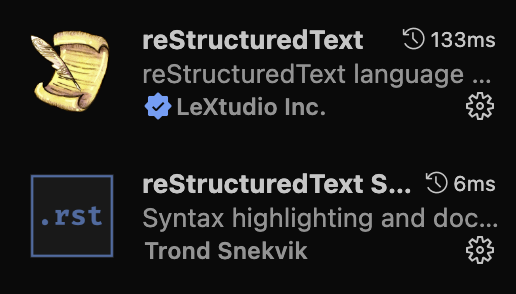 reStructuredText 133ms
reStructuredText language ...
LeXtudio Inc.
.rst
reStructuredText S... 6ms
Syntax highlighting and doc...
Trond Snekvik